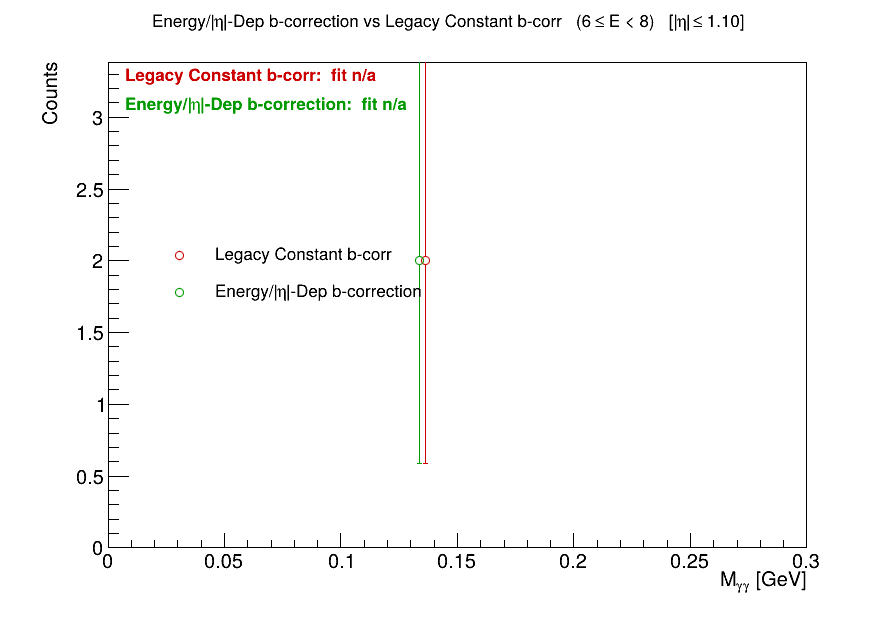 Energy/|η|-Dep b-correction vs Legacy Constant b-corr (6 ≤ E < 8) [|η| ≤ 1.10]
Counts
Legacy Constant b-corr: fit n/a
Energy/|η|-Dep b-correction: fit n/a
3
2.5
2
1.5
1
0.5
0
Legacy Constant b-corr
Energy/|η|-Dep b-correction
0 0.05 0.1 0.15 0.2 0.25 0.3
Mγγ [GeV]